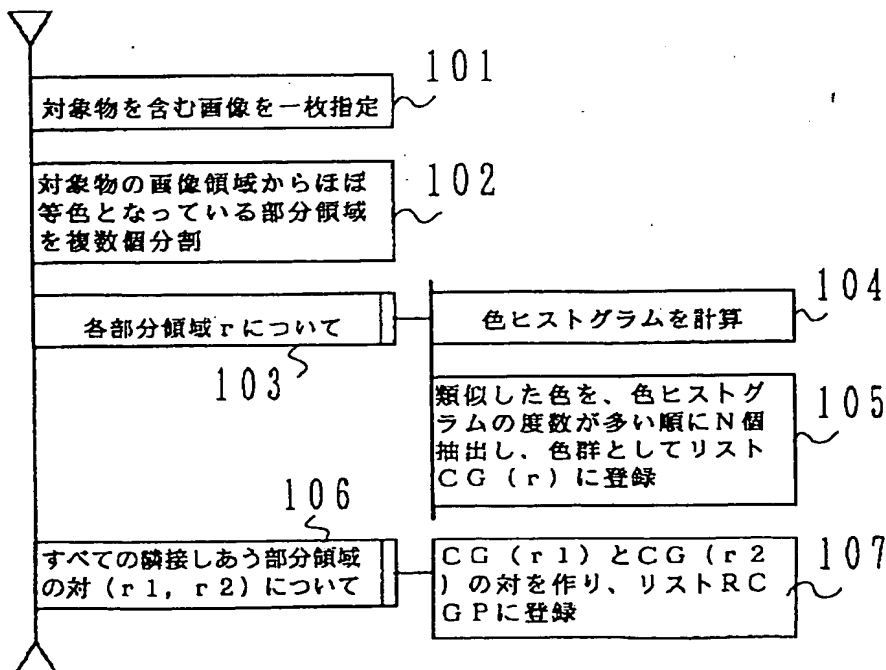 101
対象物を含む画像を一枚指定
102
対象物の画像領域からほぼ
等色となっている部分領域
を複数個分割
103
各部分領域rについて
104
色ヒストグラムを計算
105
類似した色を、色ヒストグ
ラムの度数が多い順にN個
抽出し、色群としてリスト
CG(r)に登録
106
すべての隣接しあう部分領域
の対(r1,r2)について
107
CG(r1)とCG(r2
)の対を作り、リストRC
GPに登録